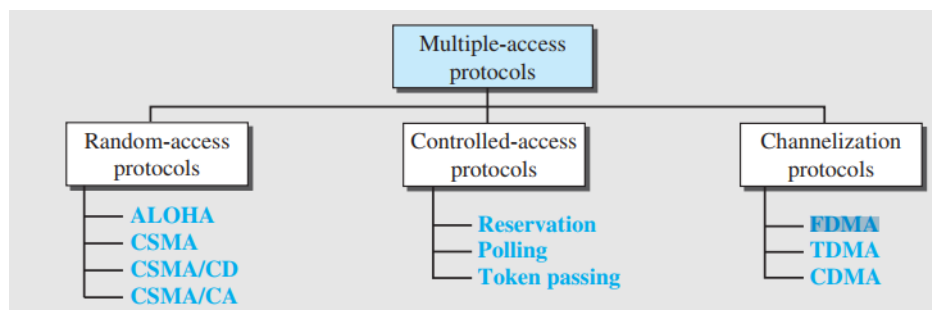 Multiple-access
protocols
Random-access
protocols
Controlled-access
protocols
Channelization
protocols
ALOHA
CSMA
CSMA/CD
CSMA/CA
Reservation
Polling
Token passing
FDMA
TDMA
CDMA